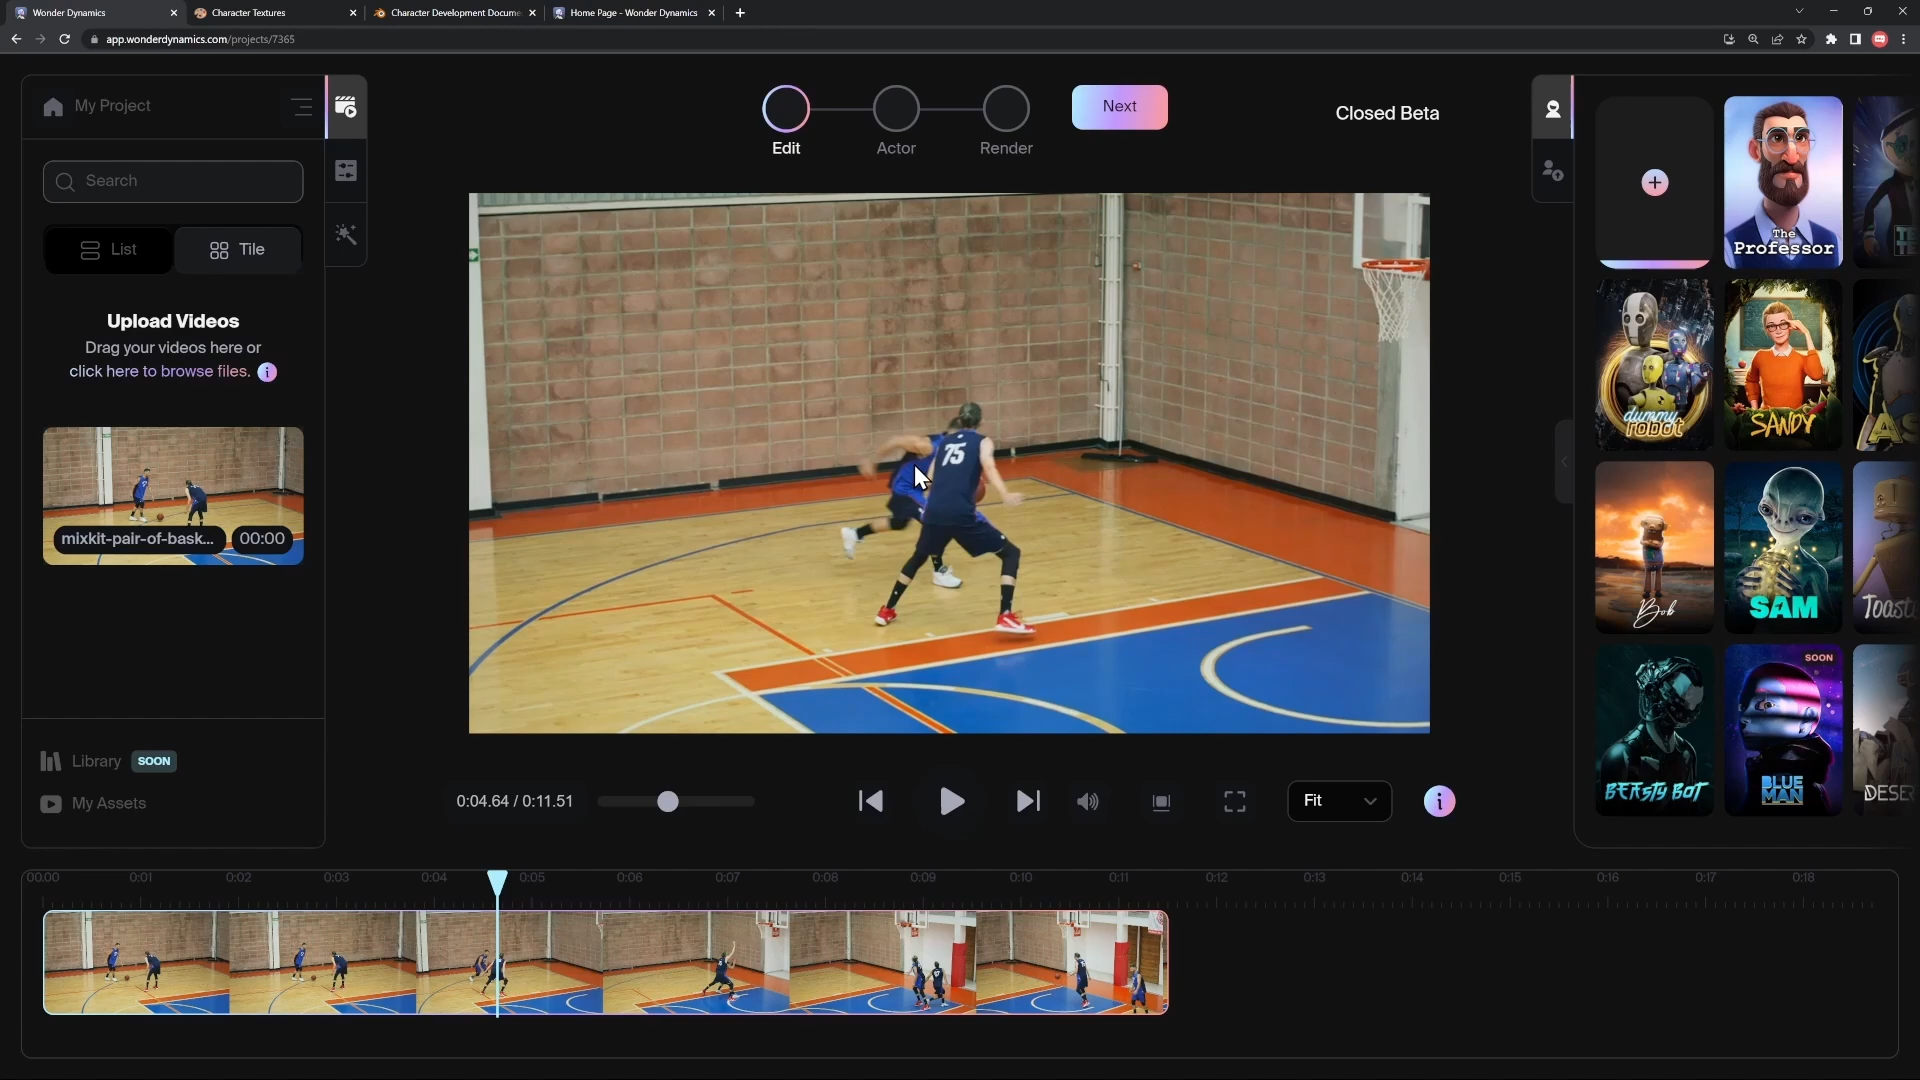 Wonder Dynamics
Character Textures
Character Development Docume
Home Page - Wonder Dynamics
app.wonderdynamics.com/projects/7365
My Project
Search
List
Tile
Upload Videos
Drag your videos here or
click here to browse files.
mixkit-pair-of-bask...
00:00
Library
SOON
My Assets
Edit
Actor
Render
Next
Closed Beta
75
The
Professor
dummy
robot
SANDY
AS
Bob
SAM
Toast
BEASTY BOT
SOON
BLUE
MAN
DESER
0:04.64 / 0:11.51
Fit
00.00
0:01
0:02
0:03
0:04
0:05
0:06
0:07
0:08
0:09
0:10
0:11
0:12
0:13
0:14
0:15
0:16
0:17
0:18